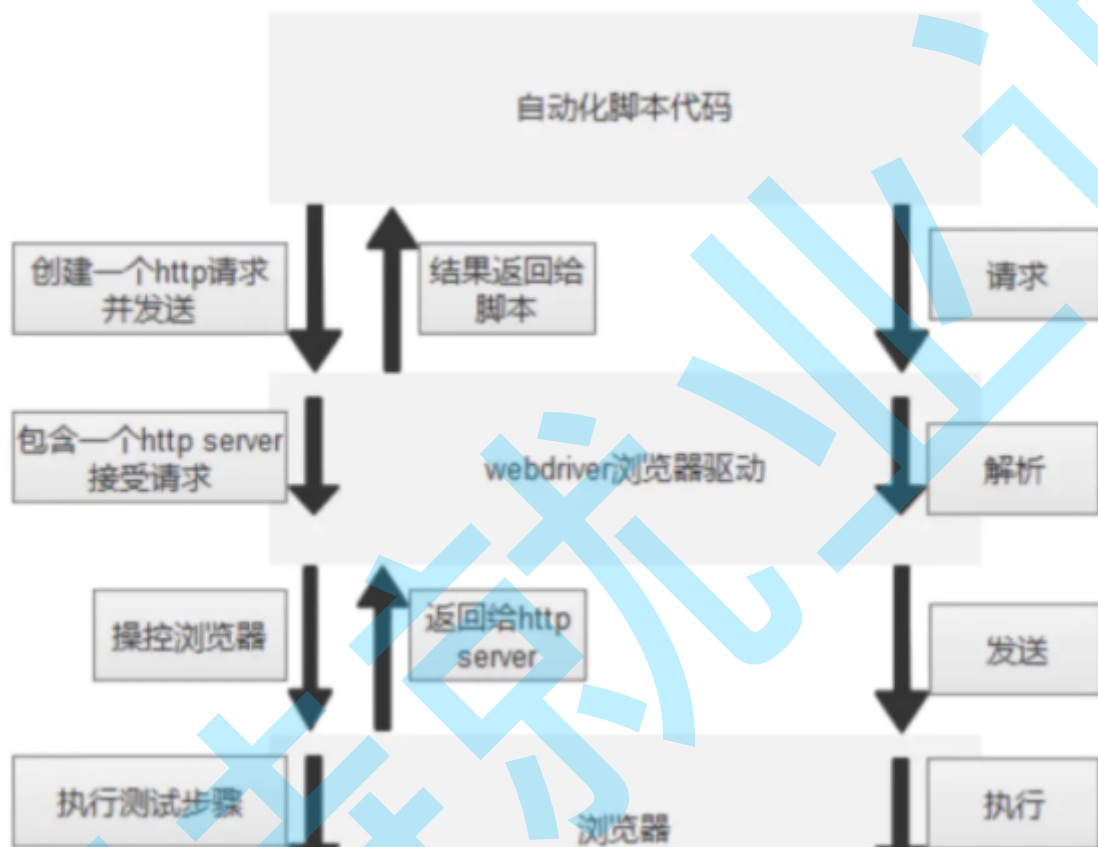 自动化脚本代码
创建一个http请求
并发送
结果返回给
脚本
请求
包含一个http server
接受请求
webdriver浏览器驱动
解析
操控浏览器
返回给http
server
发送
执行测试步骤
浏览器
执行